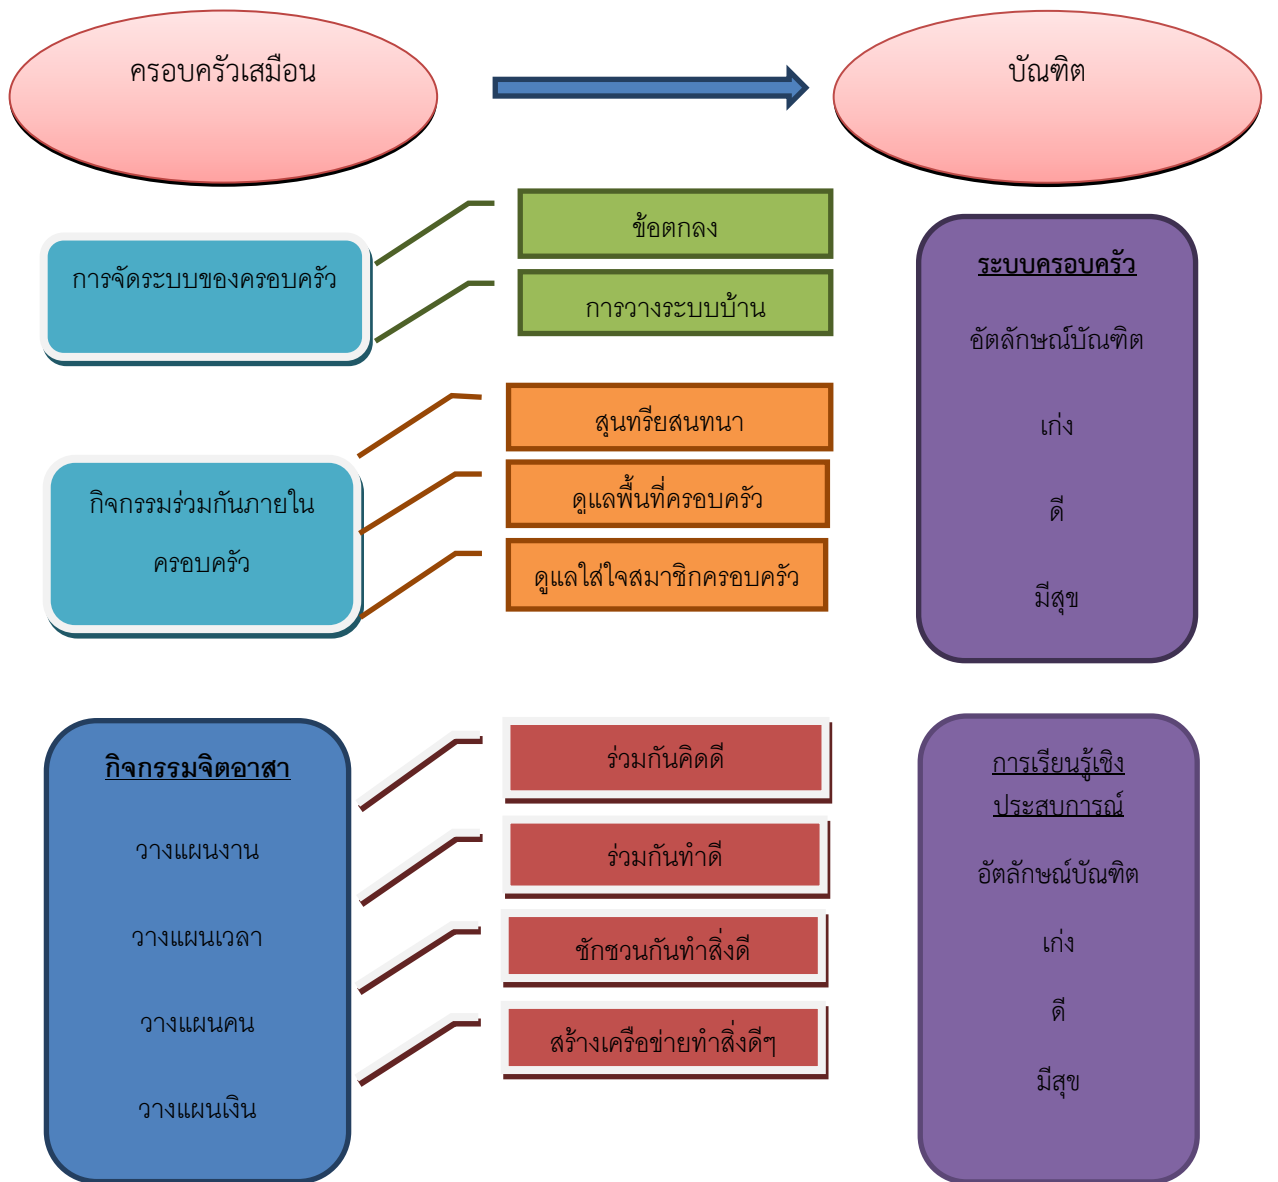 ครอบครัวเสมือน
บัณฑิต
การจัดระบบของครอบครัว
ข้อตกลง
การวางระบบบ้าน
กิจกรรมร่วมกันภายใน
ครอบครัว
สุนทรียสนทนา
ดูแลพื้นที่ครอบครัว
ดูแลใส่ใจสมาชิกครอบครัว
ระบบครอบครัว
อัตลักษณ์บัณฑิต
เก่ง
ดี
มีสุข
กิจกรรมจิตอาสา
วางแผนงาน
วางแผนเวลา
วางแผนคน
วางแผนเงิน
ร่วมกันคิดดี
ร่วมกันทำดี
ชักชวนกันทำสิ่งดี
สร้างเครือข่ายทำสิ่งดีๆ
การเรียนรู้เชิง
ประสบการณ์
อัตลักษณ์บัณฑิต
เก่ง
ดี
มีสุข